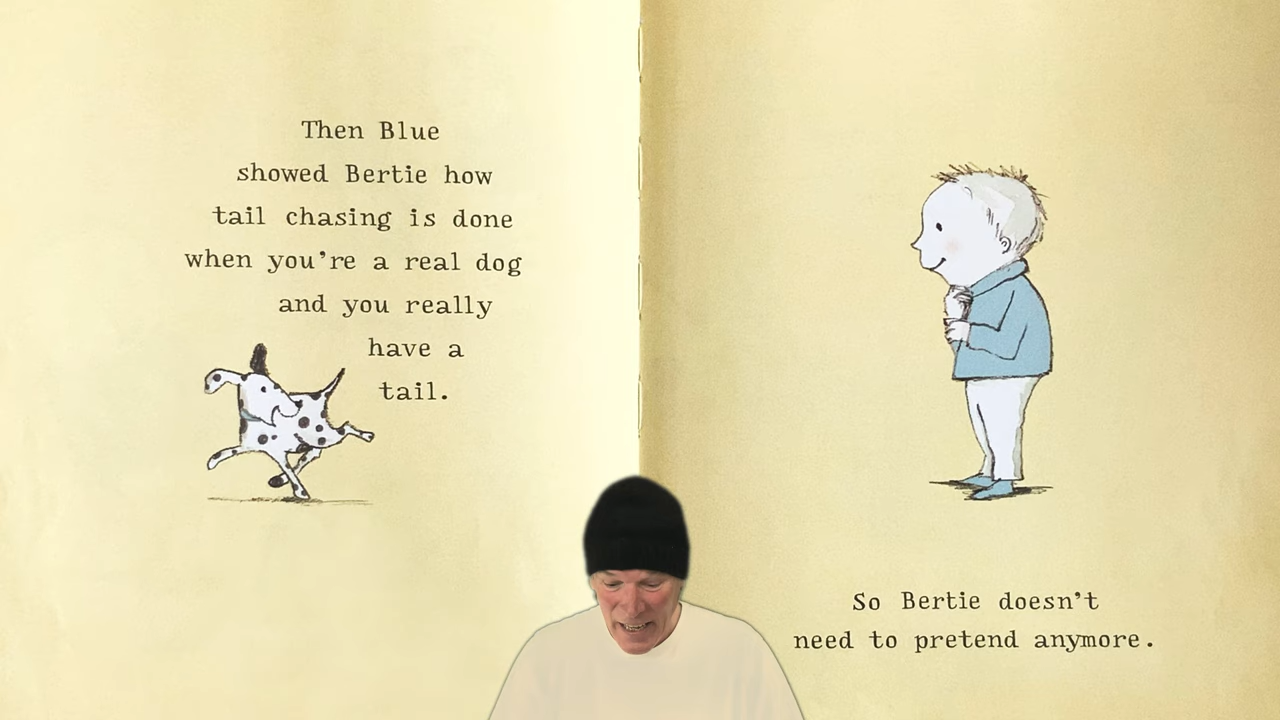 Then Blue
showed Bertie how
tail chasing is done
when you're a real dog
and you really
have a
tail.
So Bertie doesn't
need to pretend anymore.